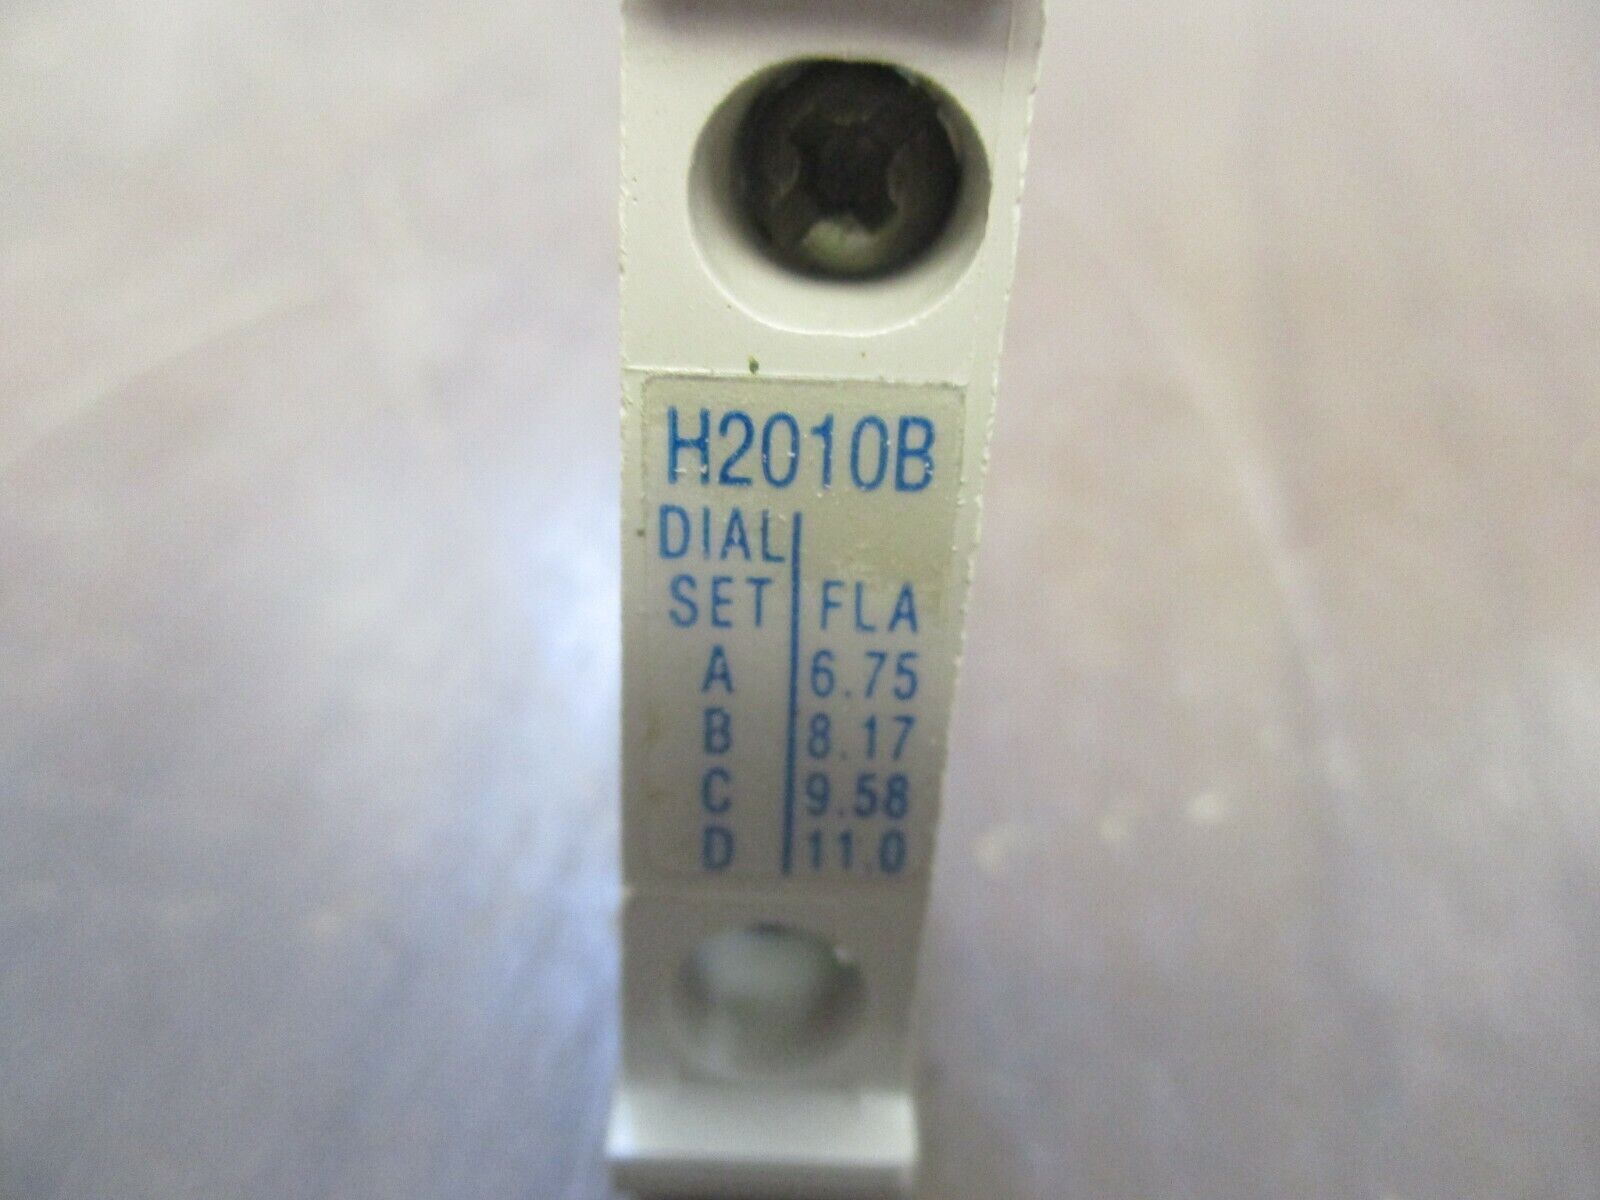 H2010B
DIAL
SET FLA
A 6.75
B 8.17
C 9.58
D 11.0